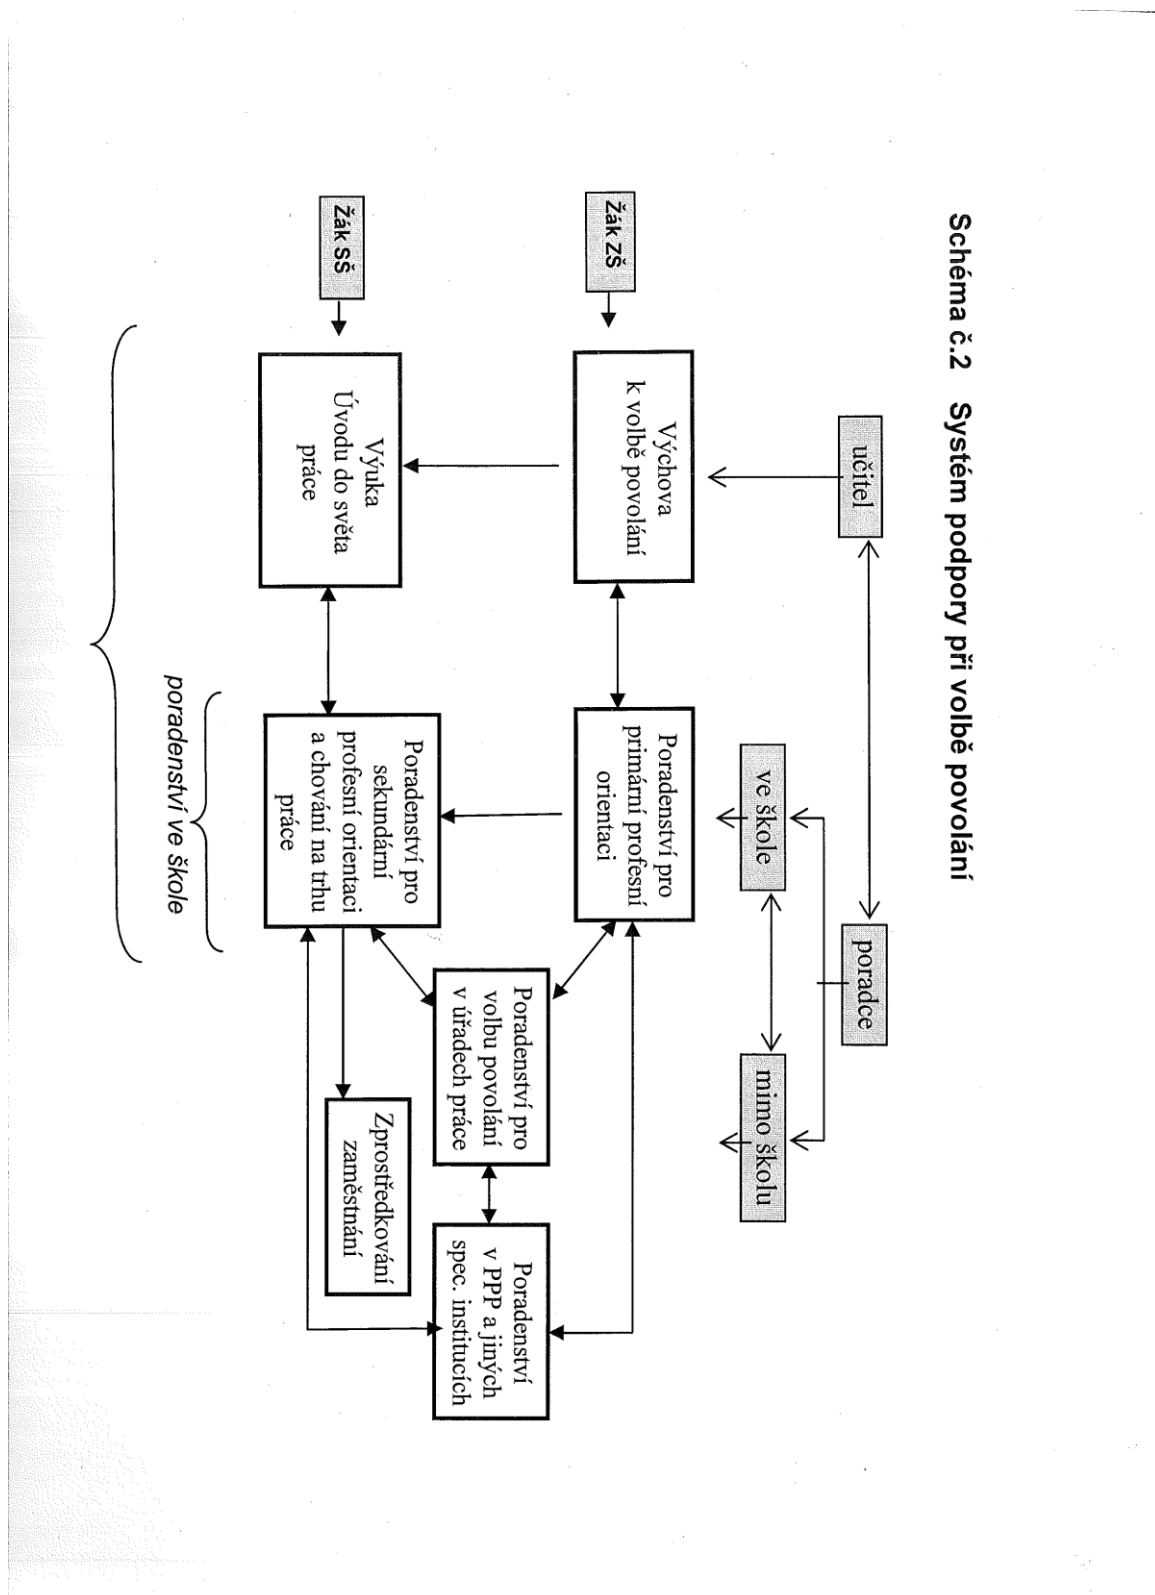 Schéma č.2 Systém podpory při volbě povolání
učitel
poradce
ve škole
mimo školu
Žák ZŠ
Výchova
k volbě povolání
Poradenství pro
primární profesní
orientaci
Poradenství pro
volbu povolání
v úřadech práce
Poradenství
v PPP a jiných
spec. institucích
Žák SŠ
Výuka
Úvodu do světa
práce
Poradenství pro
sekundární
profesní orientaci
a chování na trhu
práce
Zprostředkování
zaměstnání
poradenství ve škole